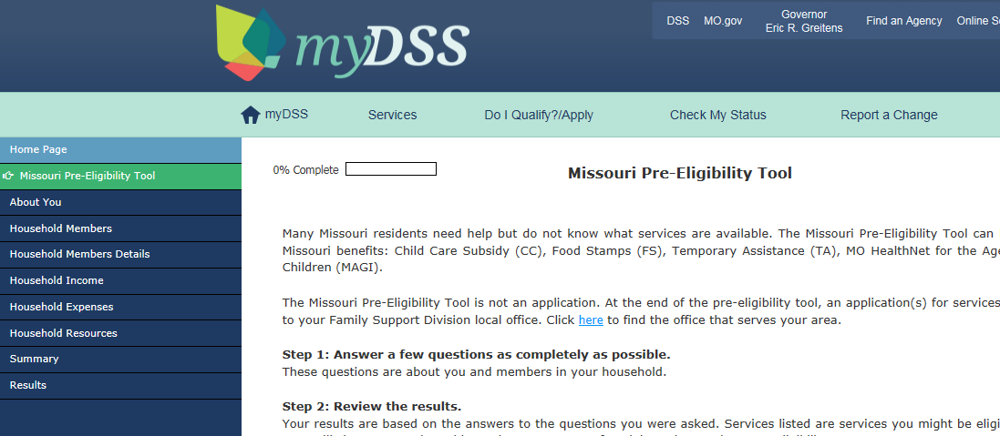 myDSS
DSS MO.gov Governor Eric R. Greitens Find an Agency Online
myDSS Services Do I Qualify?/Apply Check My Status Report a Change
Home Page
Missouri Pre-Eligibility Tool
About You
Household Members
Household Members Details
Household Income
Household Expenses
Household Resources
Summary
Results
0% Complete
Missouri Pre-Eligibility Tool
Many Missouri residents need help but do not know what services are available. The Missouri Pre-Eligibility Tool can
Missouri benefits: Child Care Subsidy (CC), Food Stamps (FS), Temporary Assistance (TA), MO HealthNet for the
Children (MAGI).
The Missouri Pre-Eligibility Tool is not an application. At the end of the pre-eligibility tool, an application(s) for services
to your Family Support Division local office. Click here to find the office that serves your area.
Step 1: Answer a few questions as completely as possible.
These questions are about you and members in your household.
Step 2: Review the results.
Your results are based on the answers to the questions you were asked. Services listed are services you might be